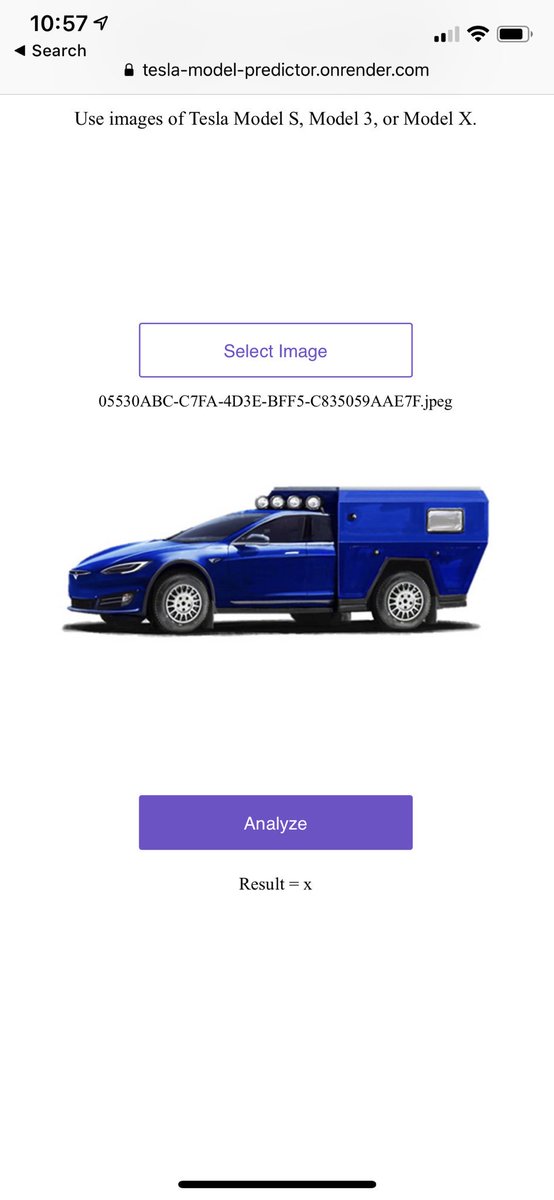 10:57
◀ Search
tesla-model-predictor.onrender.com
Use images of Tesla Model S, Model 3, or Model X.
Select Image
05530ABC-C7FA-4D3E-BFF5-C835059AAE7F.jpeg
Analyze
Result = x